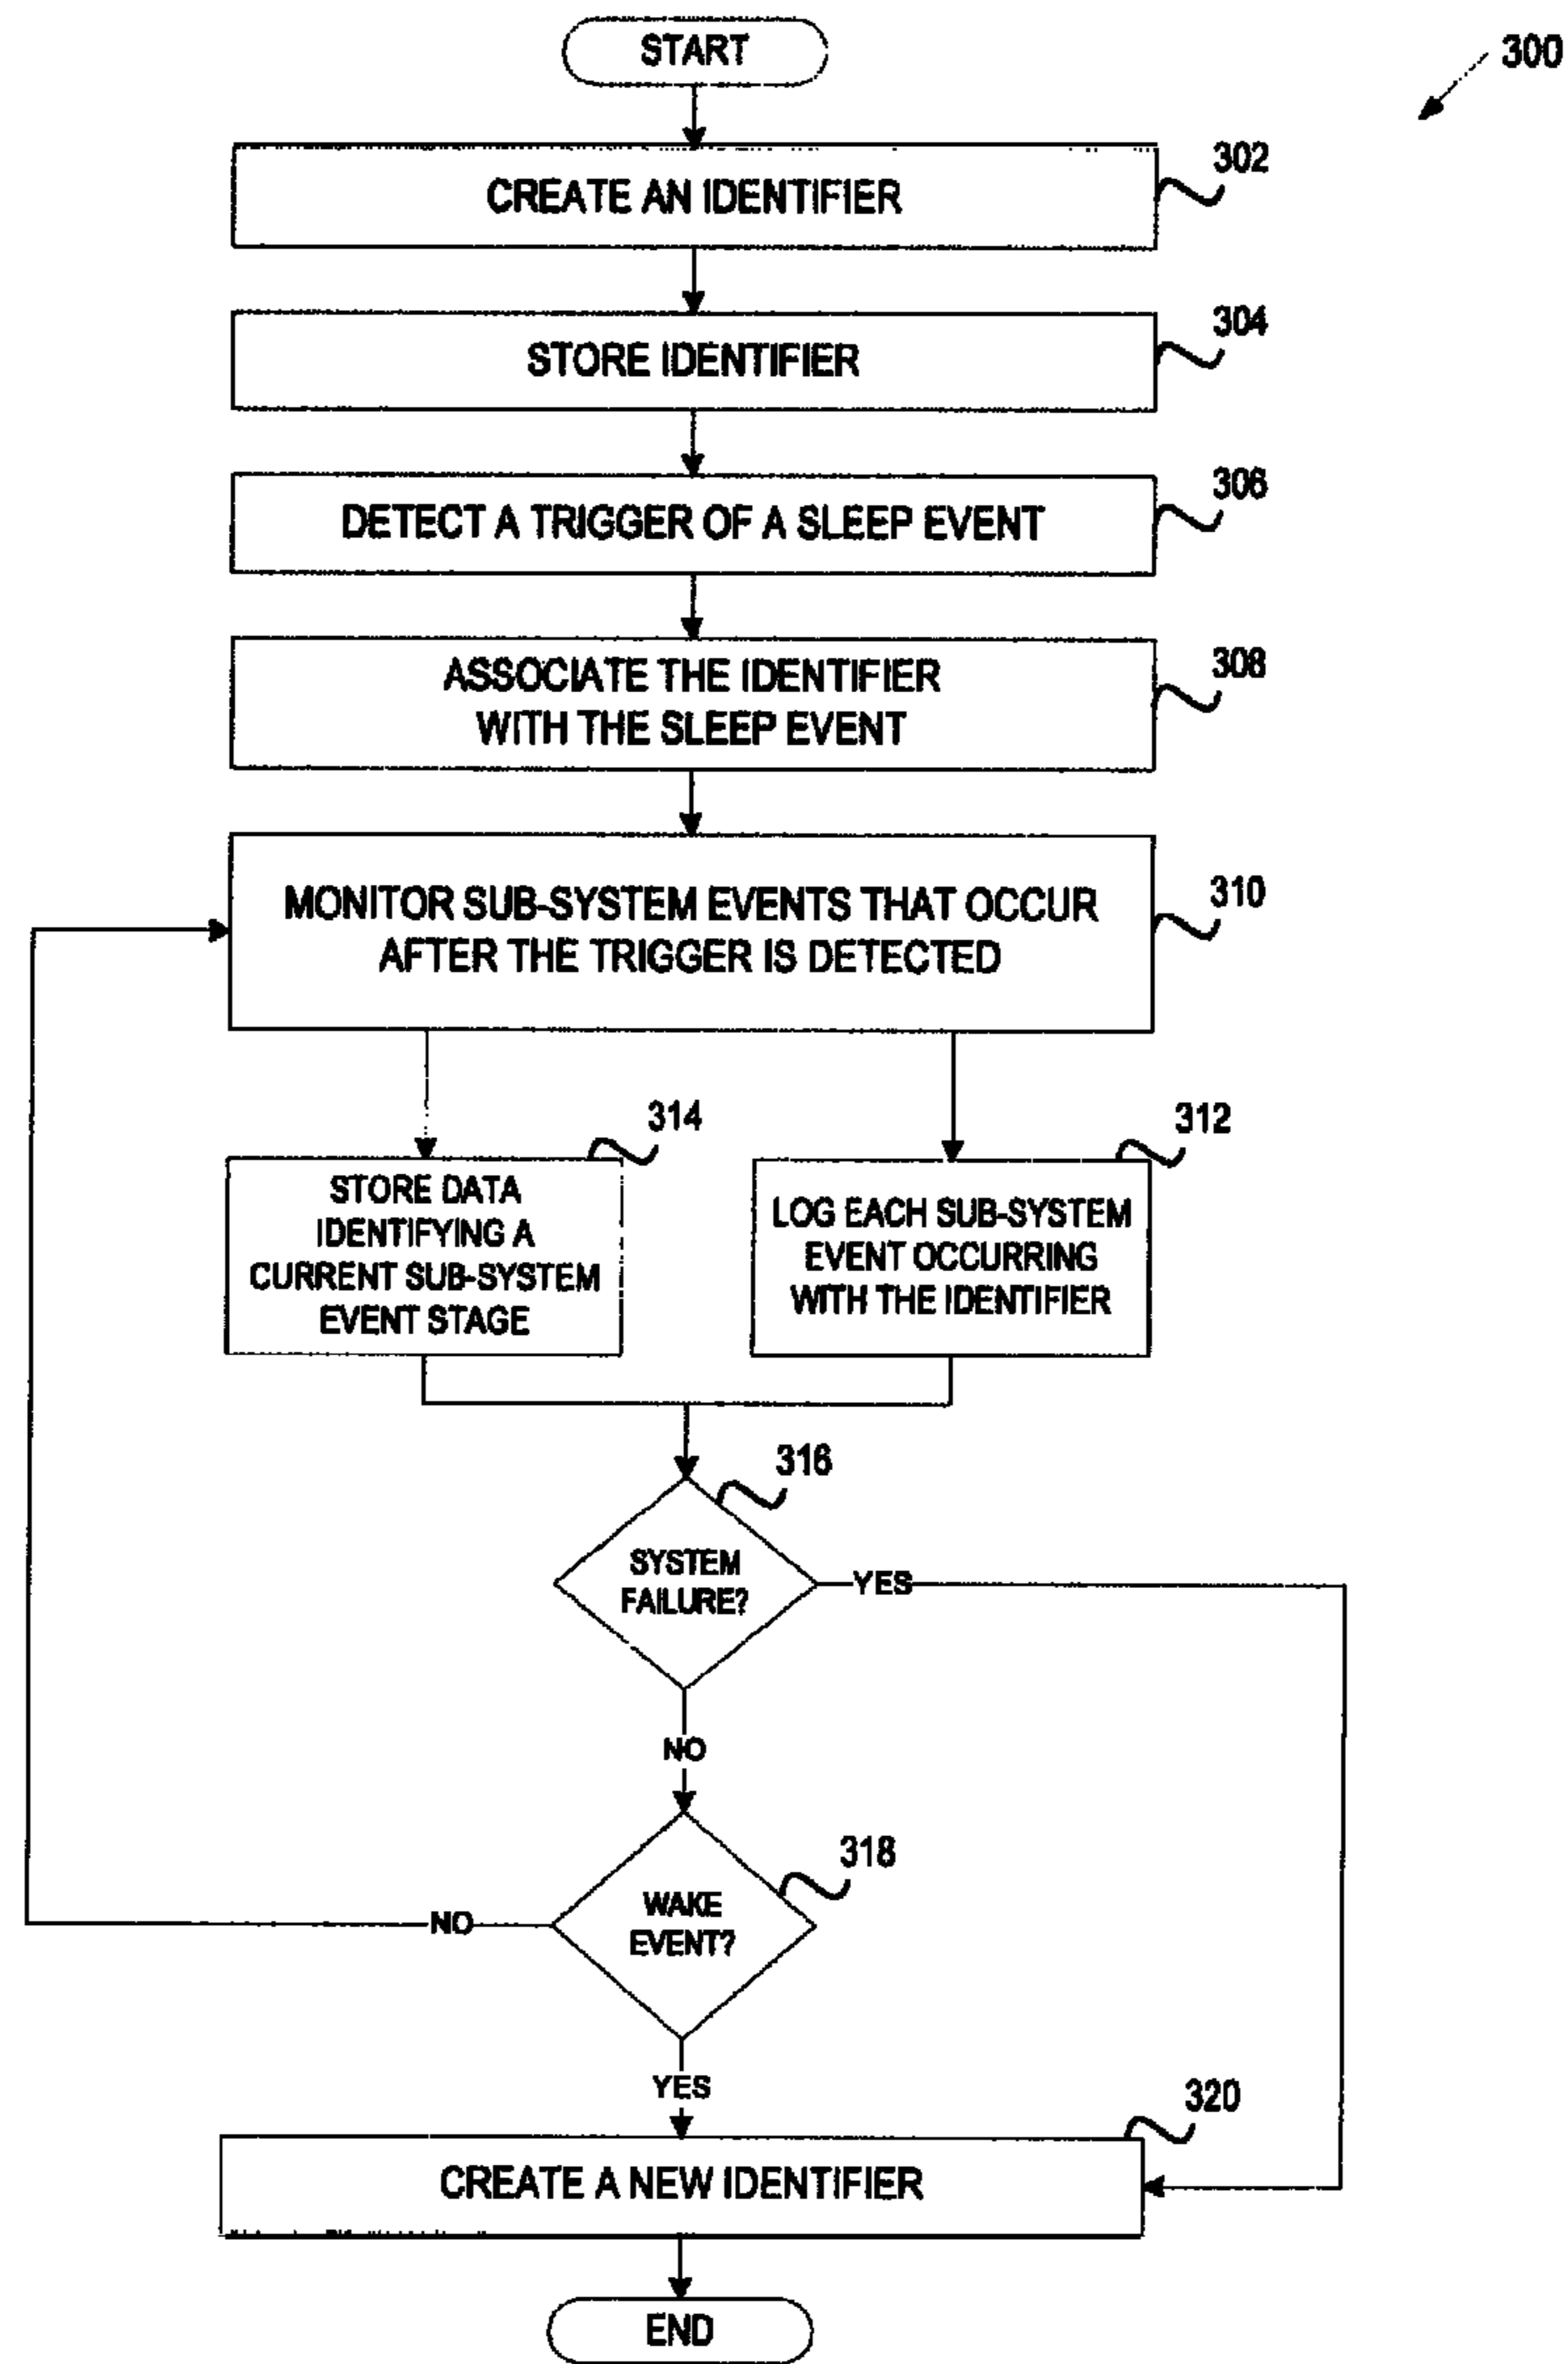 START
300
302
CREATE AN IDENTIFIER
304
STORE IDENTIFIER
306
DETECT A TRIGGER OF A SLEEP EVENT
308
ASSOCIATE THE IDENTIFIER
WITH THE SLEEP EVENT
310
MONITOR SUB-SYSTEM EVENTS THAT OCCUR
AFTER THE TRIGGER IS DETECTED
314
STORE DATA
IDENTIFYING A
CURRENT SUB-SYSTEM
EVENT STAGE
312
LOG EACH SUB-SYSTEM
EVENT OCCURRING
WITH THE IDENTIFIER
316
SYSTEM
FAILURE?
YES
NO
318
WAKE
EVENT?
NO
YES
320
CREATE A NEW IDENTIFIER
END